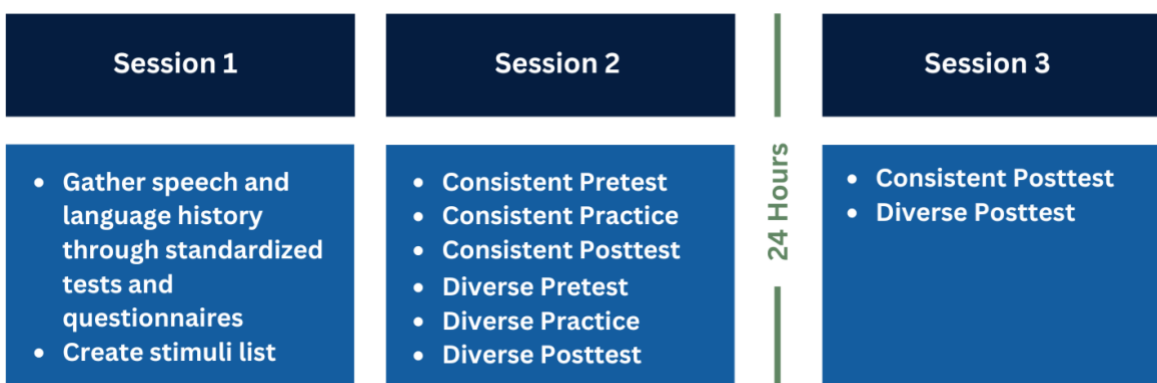 Session 1
• Gather speech and
language history
through standardized
tests and
questionnaires
• Create stimuli list
Session 2
• Consistent Pretest
• Consistent Practice
• Consistent Posttest
• Diverse Pretest
• Diverse Practice
• Diverse Posttest
24 Hours
Session 3
• Consistent Posttest
• Diverse Posttest